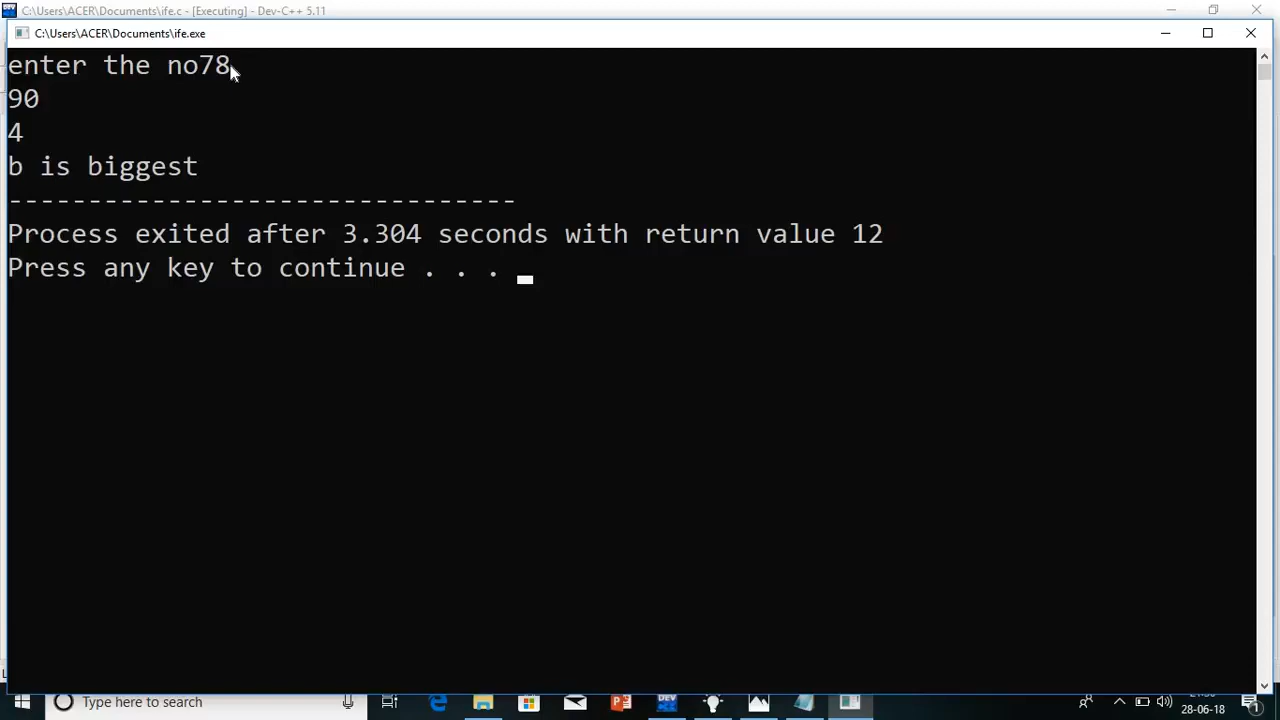 C:\Users\ACER\Documents\ife.c - [Executing] - Dev-C++ 5.11
C:\Users\ACER\Documents\ife.exe
enter the no78
90
4
b is biggest
--------------------------------
Process exited after 3.304 seconds with return value 12
Press any key to continue . . .
Type here to search
28-06-18